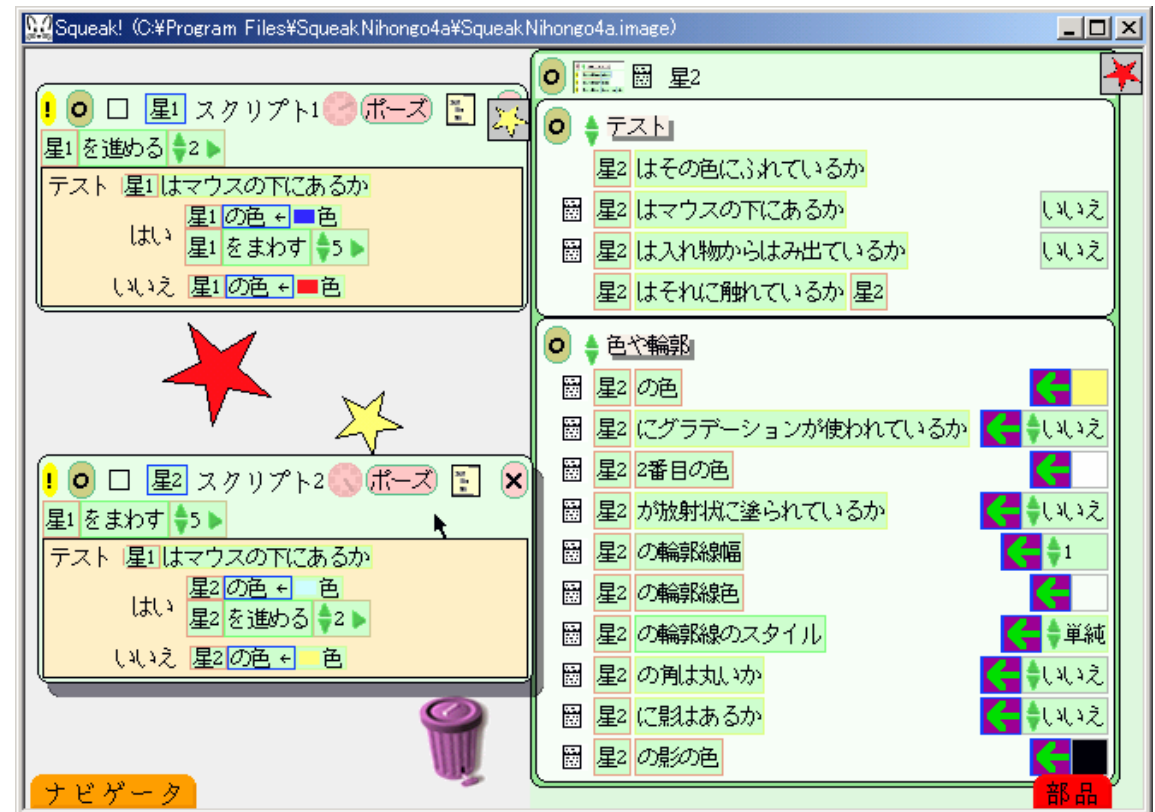 Squeak! (C:¥Program Files¥SqueakNihongo4a¥SqueakNihongo4a.image)
! 星1 スクリプト1 ポーズ
星1 を進める 2
テスト 星1 はマウスの下にあるか
はい 星1 の色 ← 色
星1 をまわす 5
いいえ 星1 の色 ← 色
! 星2 スクリプト2 ポーズ
星1 をまわす 5
テスト 星1 はマウスの下にあるか
はい 星2 の色 ← 色
星2 を進める 2
いいえ 星2 の色 ← 色
ナビゲータ
星2
テスト
星2 はその色にふれているか
星2 はマウスの下にあるか いいえ
星2 は入れ物からはみ出ているか いいえ
星2 はそれに触れているか 星2
色や輪郭
星2 の色
星2 にグラデーションが使われているか いいえ
星2 2番目の色
星2 が放射状に塗られているか いいえ
星2 の輪郭線幅 1
星2 の輪郭線色
星2 の輪郭線のスタイル 単純
星2 の角は丸いか いいえ
星2 に影はあるか いいえ
星2 の影の色
部品